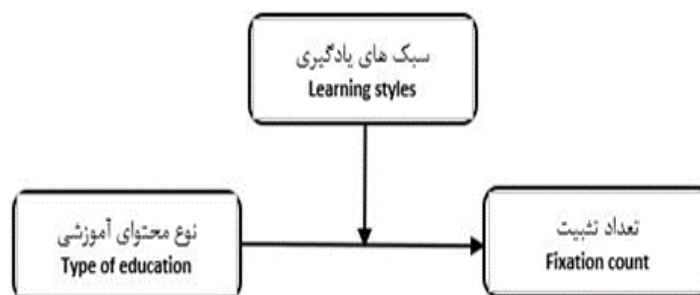 سبک های یادگیری
Learning styles
نوع محتوای آموزشی
Type of education
تعداد تثبیت
Fixation count